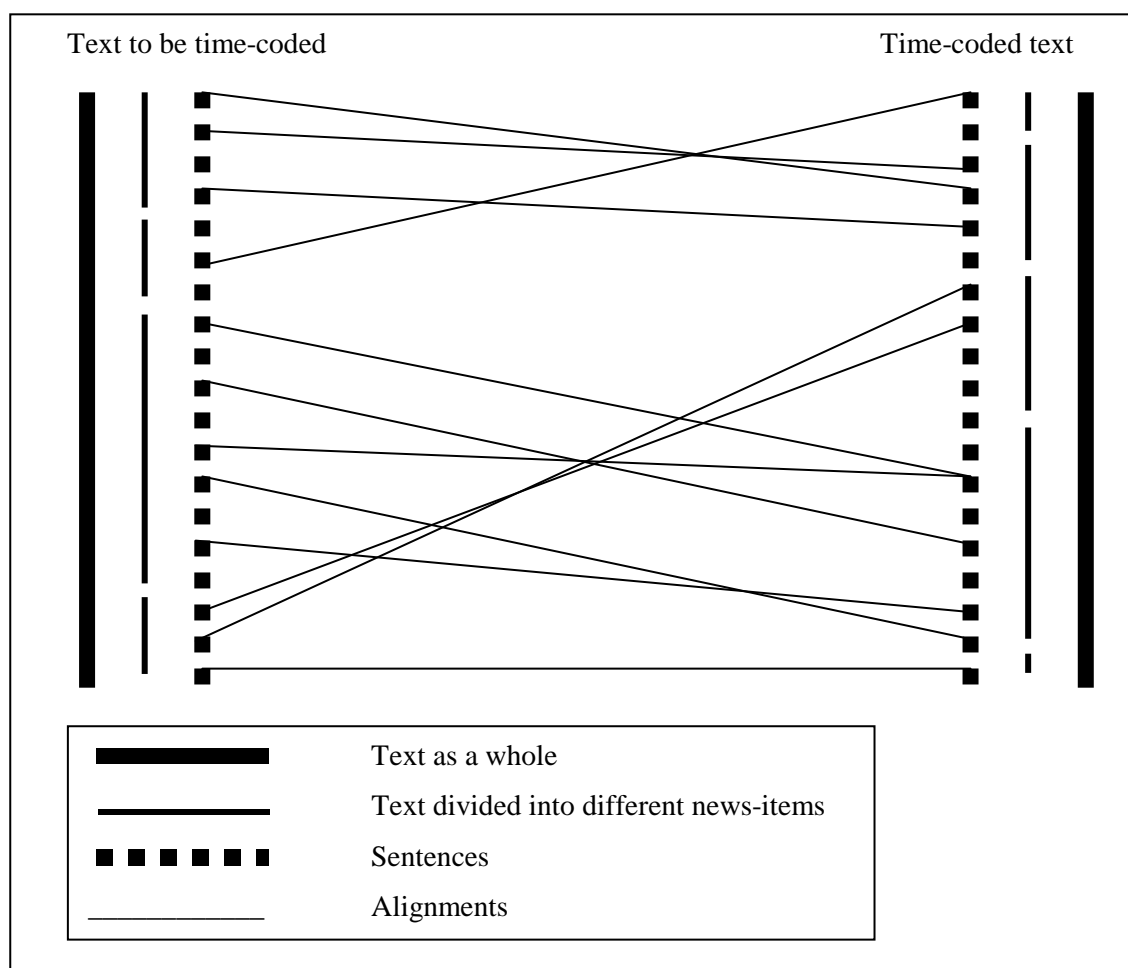 Text to be time-coded
Time-coded text
Text as a whole
Text divided into different news-items
Sentences
Alignments